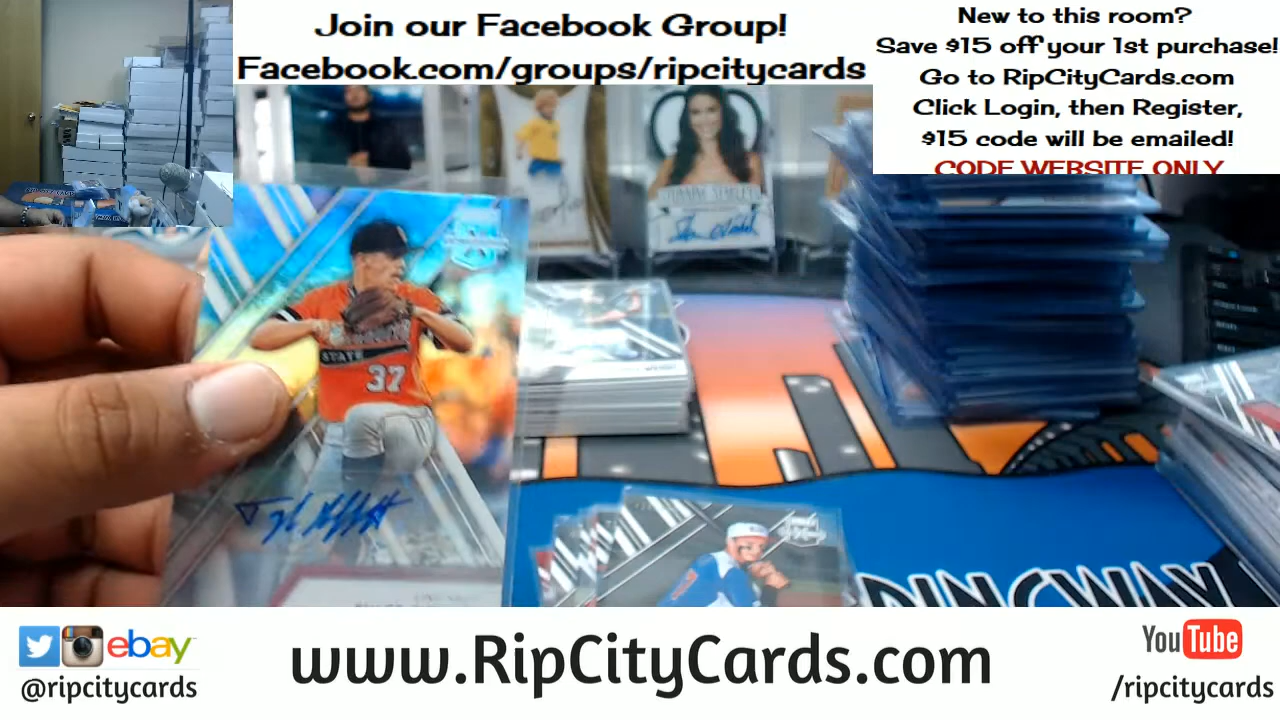 Join our Facebook Group!
Facebook.com/groups/ripcitycards
New to this room?
Save $15 off your 1st purchase!
Go to RipCityCards.com
Click Login, then Register,
$15 code will be emailed!
CODE WEBSITE ONLY
STATE
37
ebay
@ripcitycards
www.RipCityCards.com
YouTube
/ripcitycards